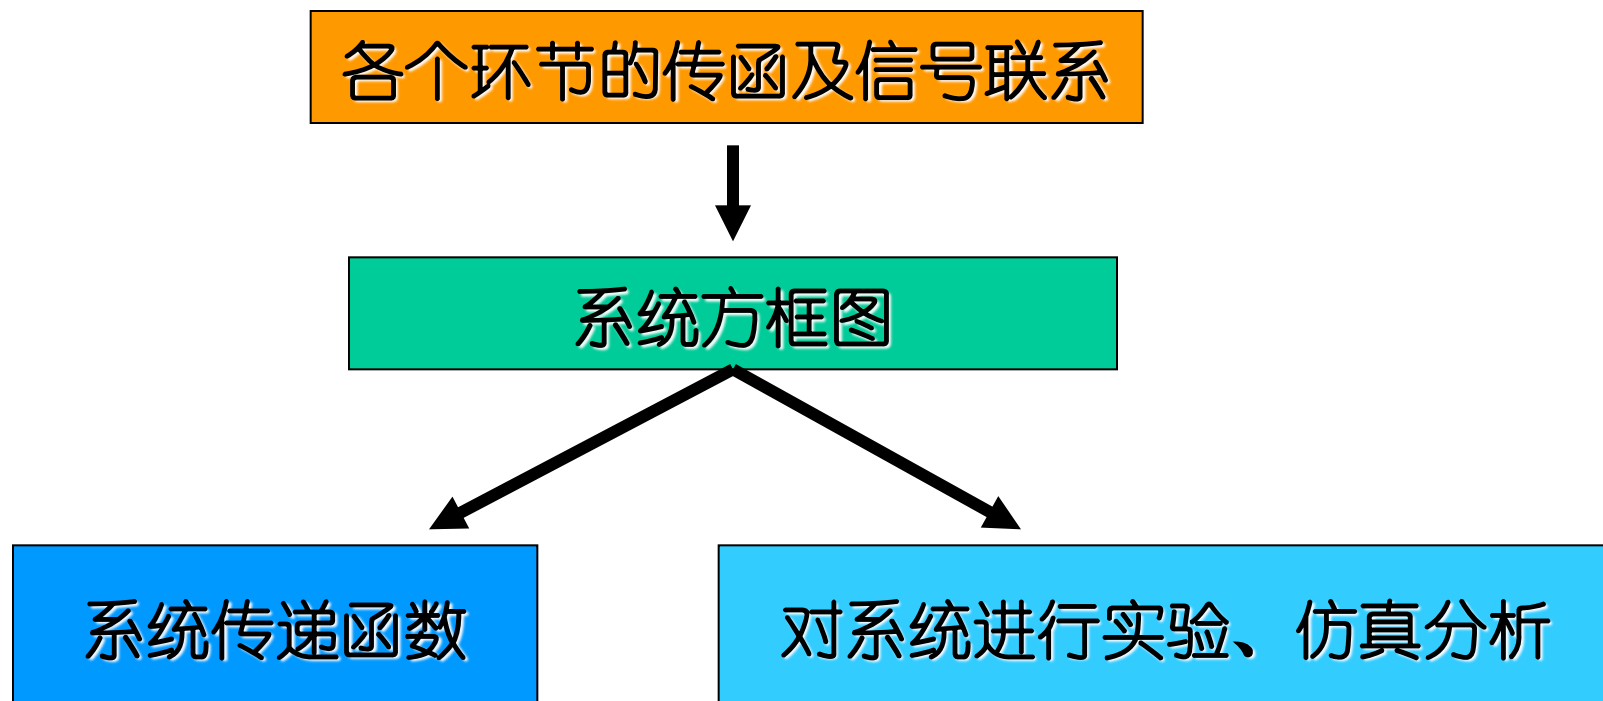 各个环节的传函及信号联系
系统方框图
系统传递函数
对系统进行实验、仿真分析